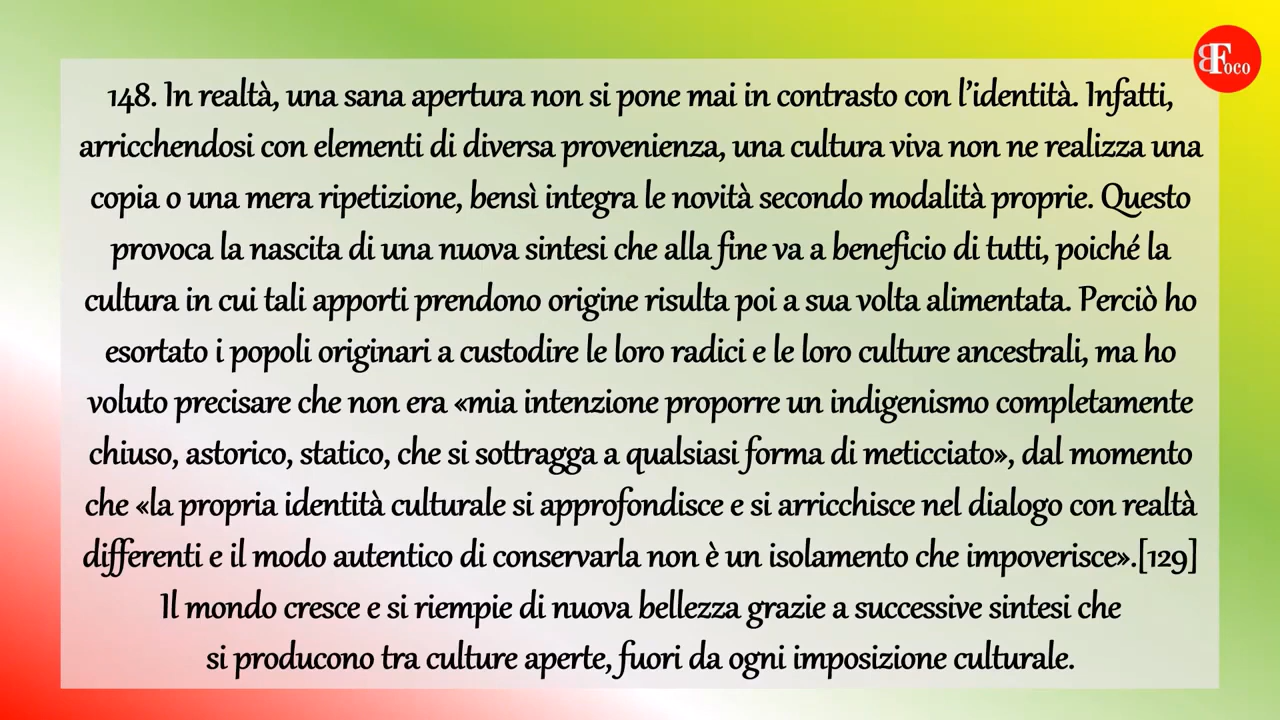 BFoco
148. In realtà, una sana apertura non si pone mai in contrasto con l’identità. Infatti,
arricchendosi con elementi di diversa provenienza, una cultura viva non ne realizza una
copia o una mera ripetizione, bensì integra le novità secondo modalità proprie. Questo
provoca la nascita di una nuova sintesi che alla fine va a beneficio di tutti, poiché la
cultura in cui tali apporti prendono origine risulta poi a sua volta alimentata. Perciò ho
esortato i popoli originari a custodire le loro radici e le loro culture ancestrali, ma ho
voluto precisare che non era «mia intenzione proporre un indigenismo completamente
chiuso, astorico, statico, che si sottragga a qualsiasi forma di meticciato», dal momento
che «la propria identità culturale si approfondisce e si arricchisce nel dialogo con realtà
differenti e il modo autentico di conservarla non è un isolamento che impoverisce».[129]
Il mondo cresce e si riempie di nuova bellezza grazie a successive sintesi che
si producono tra culture aperte, fuori da ogni imposizione culturale.